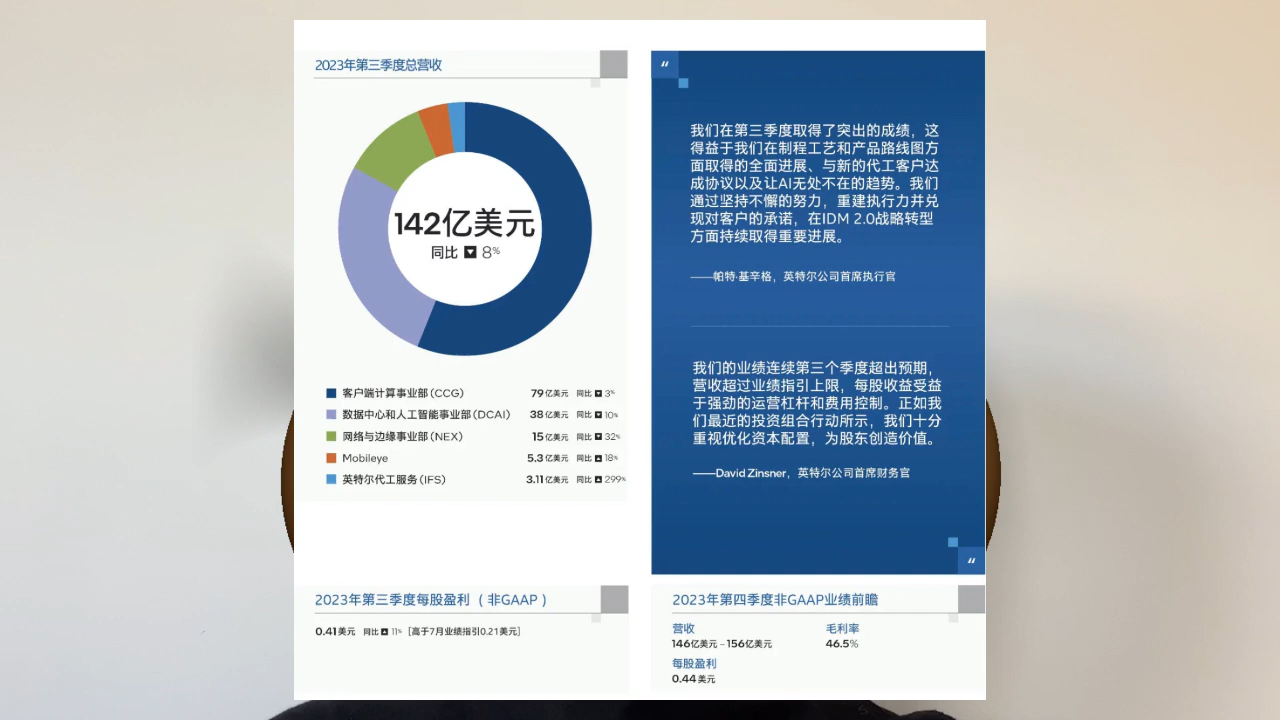 2023年第三季度总营收
142亿美元
同比 ▼ 8%
客户端计算事业部(CCG) 79亿美元 同比 ▼ 3%
数据中心和人工智能事业部(DCAI) 38亿美元 同比 ▼ 10%
网络与边缘事业部(NEX) 15亿美元 同比 ▼ 32%
Mobileye 5.3亿美元 同比 ▲ 18%
英特尔代工服务(IFS) 3.11亿美元 同比 ▲ 299%
“
我们在第三季度取得了突出的成绩，这
得益于我们在制程工艺和产品路线图方
面取得的全面进展、与新的代工客户达
成协议以及让AI无处不在的趋势。我们
通过坚持不懈的努力，重建执行力并兑
现对客户的承诺，在IDM 2.0战略转型
方面持续取得重要进展。
——帕特·基辛格，英特尔公司首席执行官
我们的业绩连续第三个季度超出预期，
营收超过业绩指引上限，每股收益受益
于强劲的运营杠杆和费用控制。正如我
们最近的投资组合行动所示，我们十分
重视优化资本配置，为股东创造价值。
——David Zinsner，英特尔公司首席财务官
“
2023年第三季度每股盈利（非GAAP）
0.41美元 同比 ▲ 11% [高于7月业绩指引0.21美元]
2023年第四季度非GAAP业绩前瞻
营收 毛利率
146亿美元 – 156亿美元 46.5%
每股盈利
0.44美元